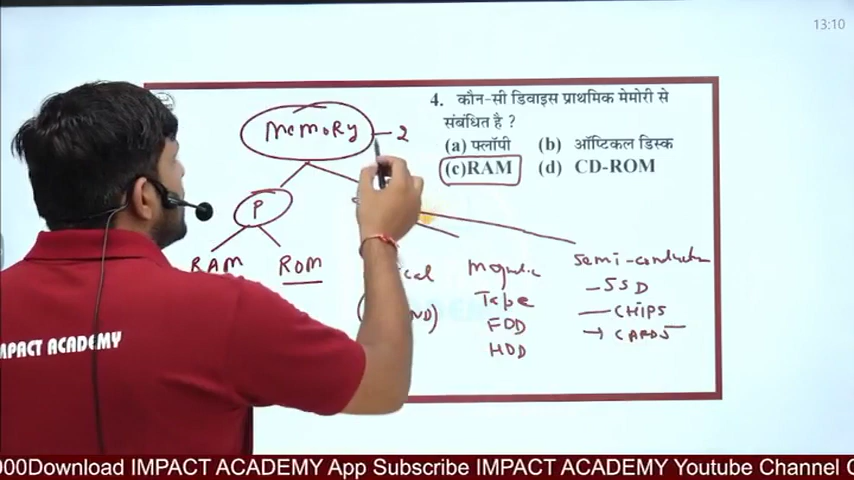 13:10
4. कौन-सी डिवाइस प्राथमिक मेमोरी से
संबंधित है ?
(a) फ्लॉपी (b) ऑप्टिकल डिस्क
(c) RAM (d) CD-ROM
MEMORY - 2
P
RAM ROM
Magnetic
Tape
FDD
HDD
Semi-conductor
SSD
CHIPS
CARDS
IMPACT ACADEMY
000Download IMPACT ACADEMY App Subscribe IMPACT ACADEMY Youtube Channel